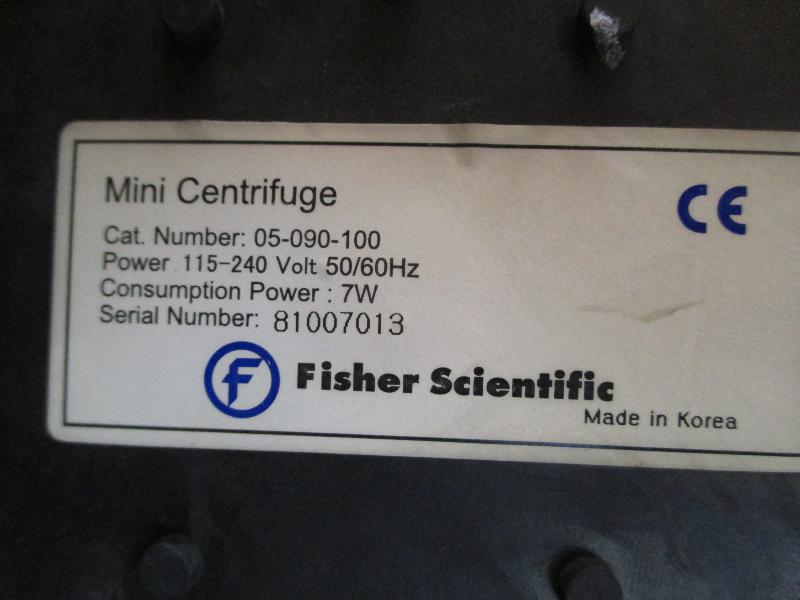 Mini Centrifuge
CE
Cat. Number: 05-090-100
Power 115-240 Volt 50/60Hz
Consumption Power : 7W
Serial Number: 81007013
F Fisher Scientific
Made in Korea